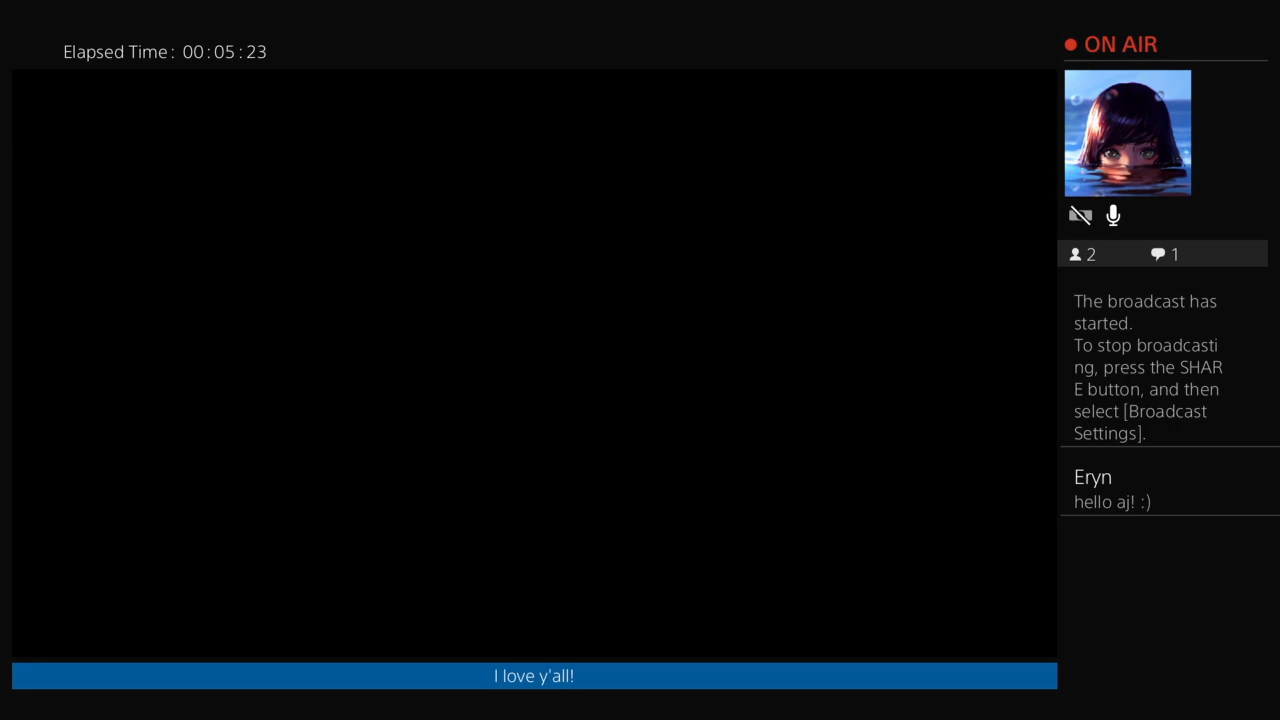 Elapsed Time: 00:05:23
ON AIR
2 1
The broadcast has
started.
To stop broadcasti
ng, press the SHAR
E button, and then
select [Broadcast
Settings].
Eryn
hello aj! :)
I love y'all!